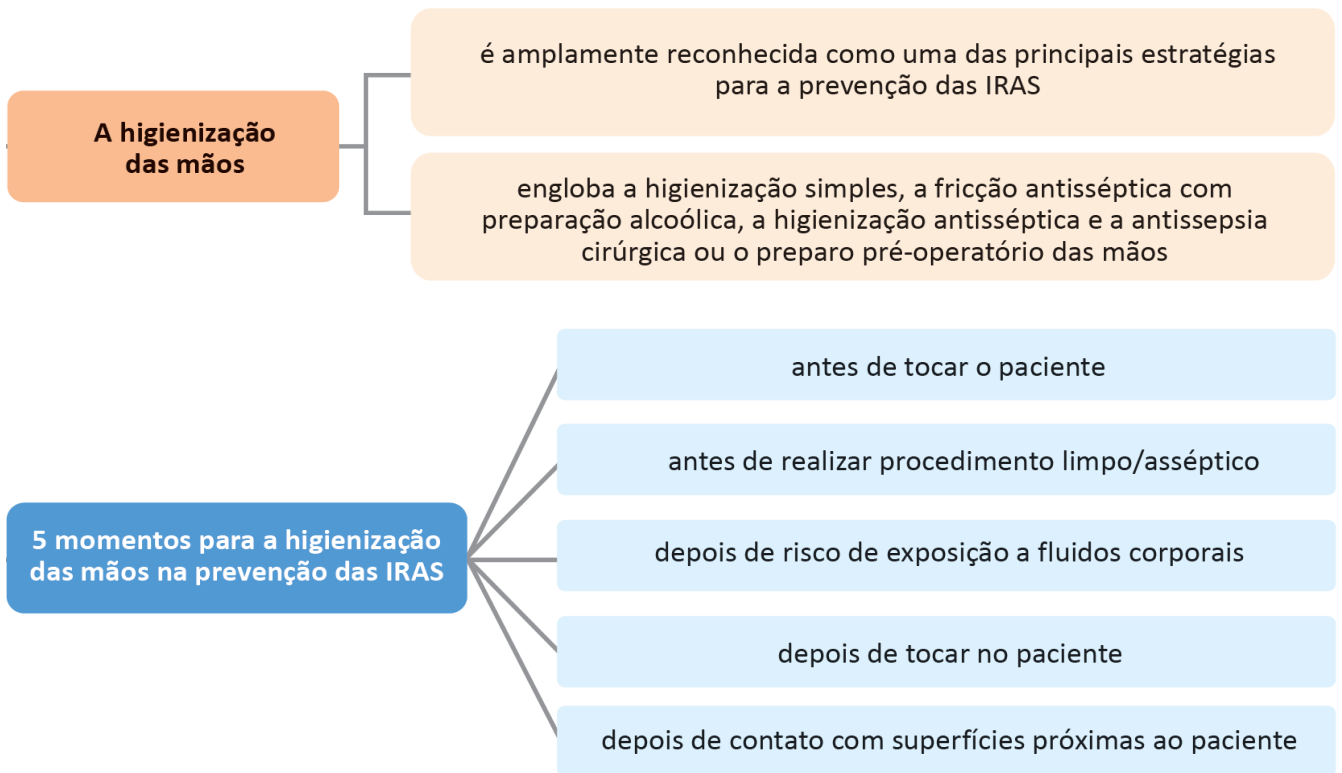 A higienização
das mãos
é amplamente reconhecida como uma das principais estratégias
para a prevenção das IRAS
engloba a higienização simples, a fricção antisséptica com
preparação alcoólica, a higienização antisséptica e a antissepsia
cirúrgica ou o preparo pré-operatório das mãos
5 momentos para a higienização
das mãos na prevenção das IRAS
antes de tocar o paciente
antes de realizar procedimento limpo/asséptico
depois de risco de exposição a fluidos corporais
depois de tocar no paciente
depois de contato com superfícies próximas ao paciente